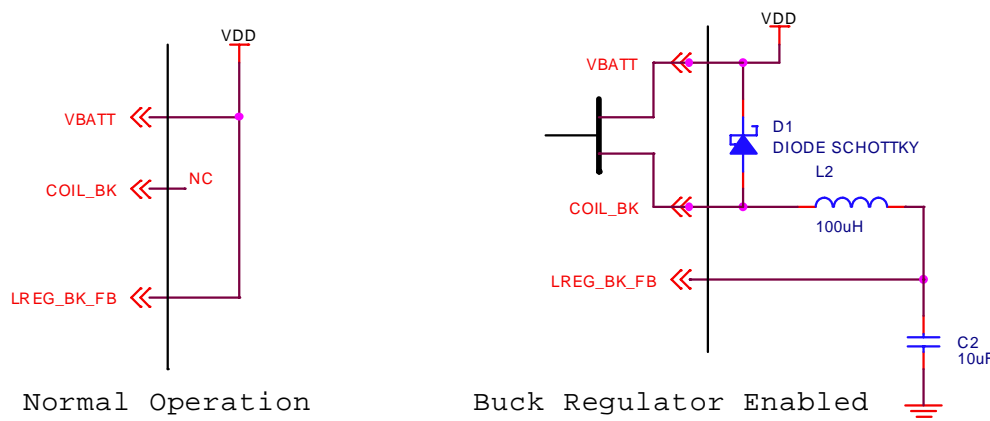 VDD
VBATT
COIL_BK
NC
LREG_BK_FB
Normal Operation
VDD
VBATT
D1
DIODE SCHOTTKY
L2
COIL_BK
100uH
LREG_BK_FB
C2
10uF
Buck Regulator Enabled